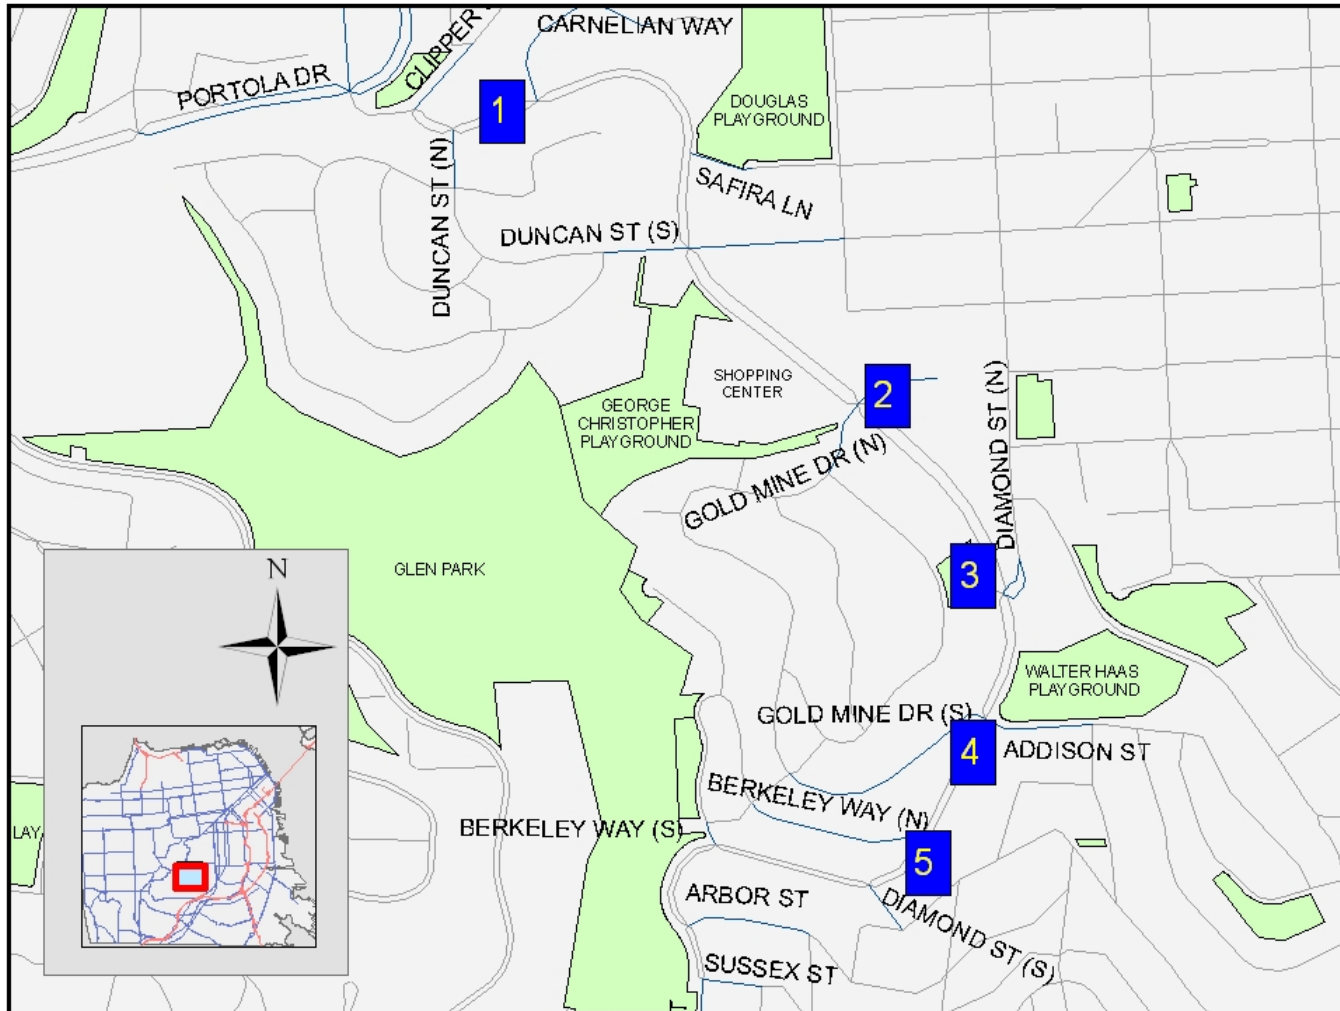 CARNELIAN WAY
CLIPPER
PORTOLA DR
1
DOUGLAS
PLAYGROUND
DUNCAN ST (N)
SAFIRA LN
DUNCAN ST (S)
SHOPPING
CENTER
2
DIAMOND ST (N)
GEORGE
CHRISTOPHER
PLAYGROUND
GOLD MINE DR (N)
GLEN PARK
3
N
WALTER HAAS
PLAYGROUND
GOLD MINE DR (S)
4
ADDISON ST
BERKELEY WAY (N)
BERKELEY WAY (S)
LAY
5
ARBOR ST
DIAMOND ST (S)
SUSSEX ST
T